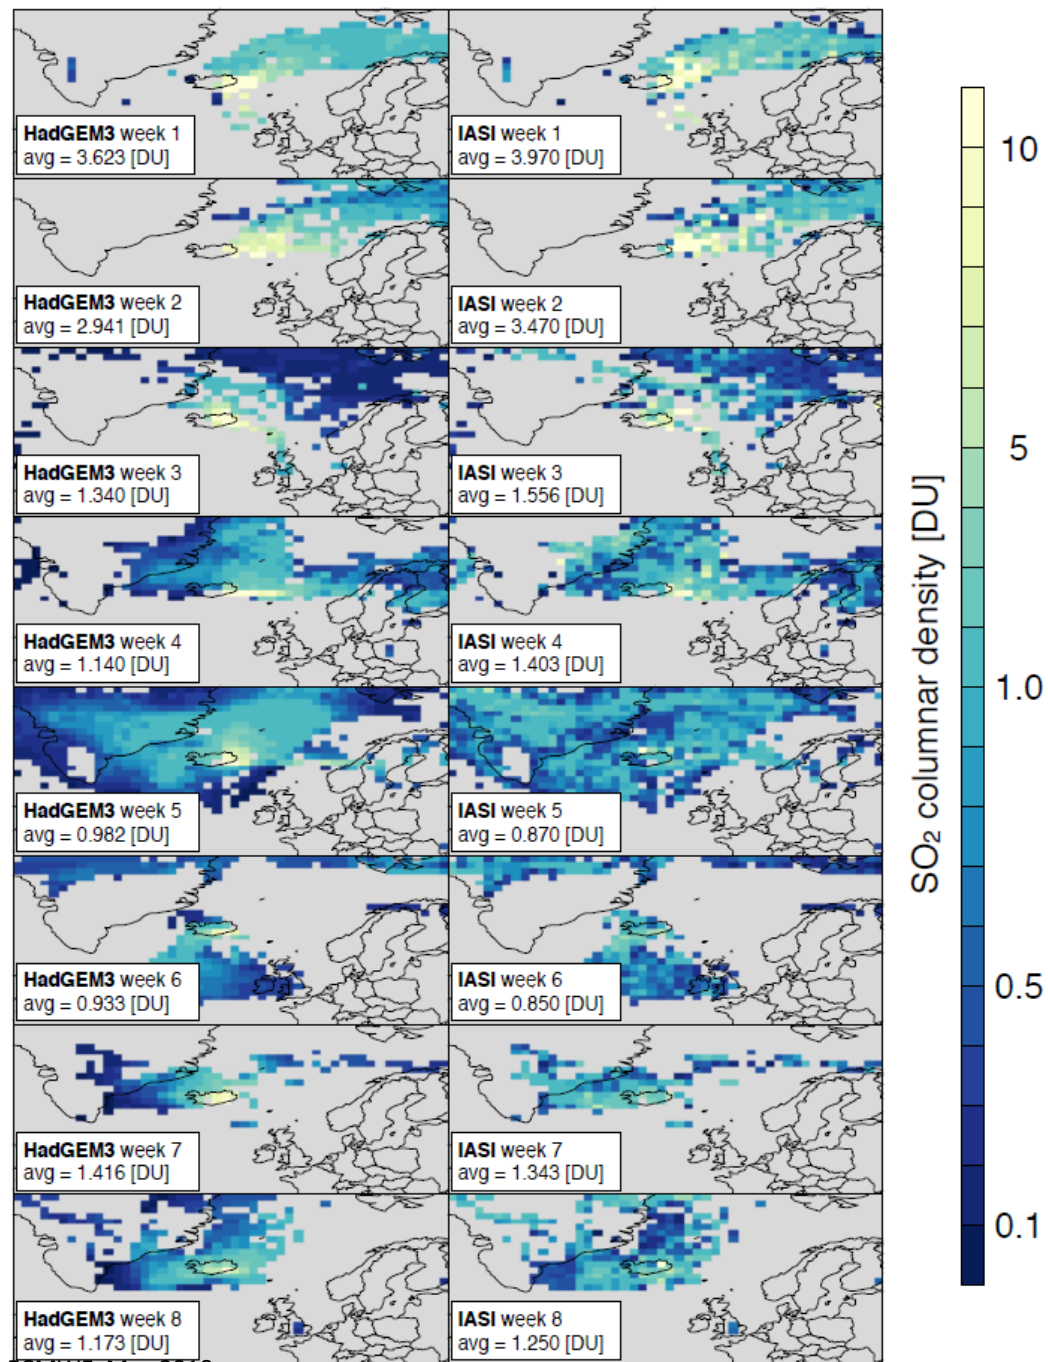 HadGEM3 week 1
avg = 3.623 [DU]
IASI week 1
avg = 3.970 [DU]
HadGEM3 week 2
avg = 2.941 [DU]
IASI week 2
avg = 3.470 [DU]
HadGEM3 week 3
avg = 1.340 [DU]
IASI week 3
avg = 1.556 [DU]
HadGEM3 week 4
avg = 1.140 [DU]
IASI week 4
avg = 1.403 [DU]
HadGEM3 week 5
avg = 0.982 [DU]
IASI week 5
avg = 0.870 [DU]
HadGEM3 week 6
avg = 0.933 [DU]
IASI week 6
avg = 0.850 [DU]
HadGEM3 week 7
avg = 1.416 [DU]
IASI week 7
avg = 1.343 [DU]
HadGEM3 week 8
avg = 1.173 [DU]
IASI week 8
avg = 1.250 [DU]
SO₂ columnar density [DU]
10
5
1.0
0.5
0.1